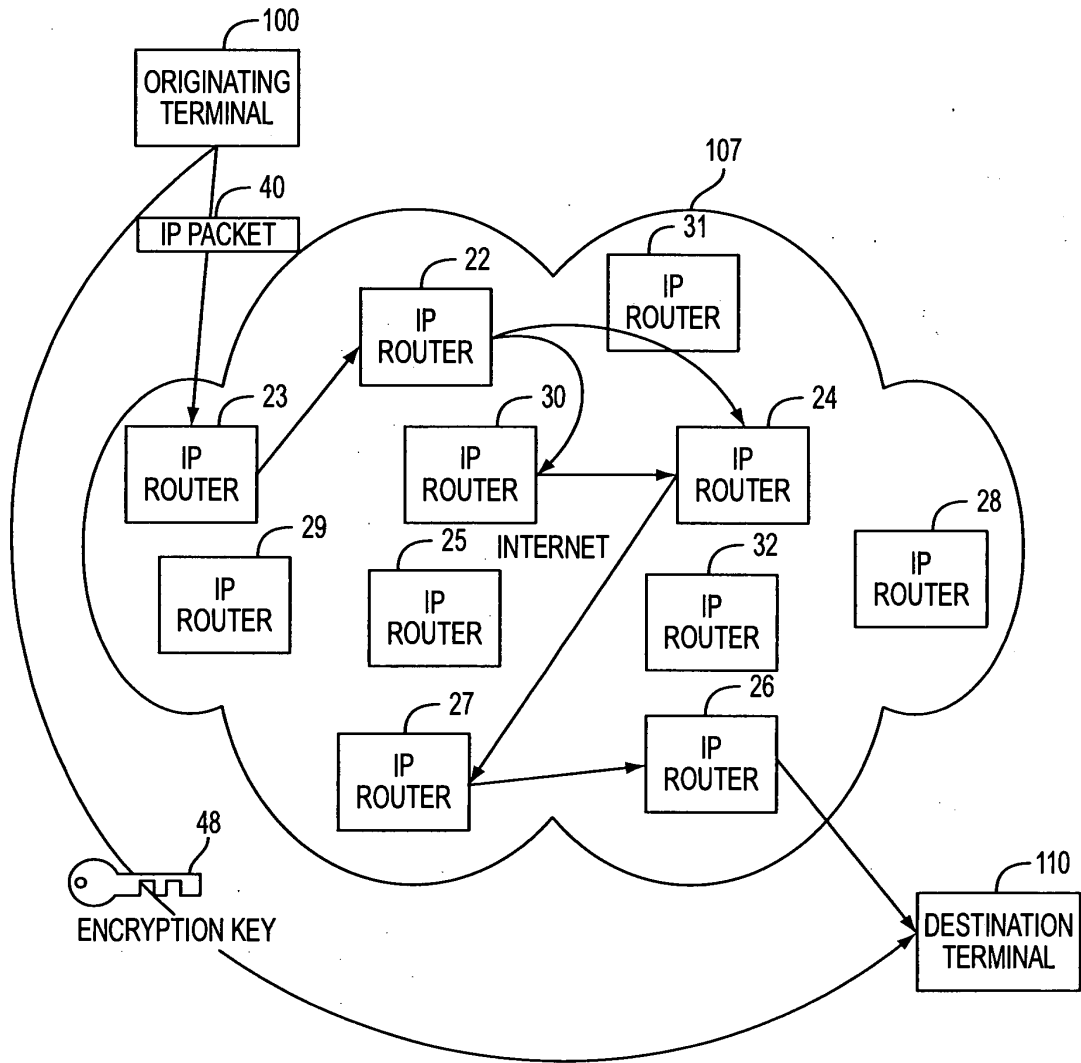 100
ORIGINATING
TERMINAL
40
IP PACKET
107
31
IP
ROUTER
22
IP
ROUTER
23
IP
ROUTER
30
IP
ROUTER
24
IP
ROUTER
29
IP
ROUTER
25
IP
ROUTER
INTERNET
32
IP
ROUTER
28
IP
ROUTER
27
IP
ROUTER
26
IP
ROUTER
48
ENCRYPTION KEY
110
DESTINATION
TERMINAL